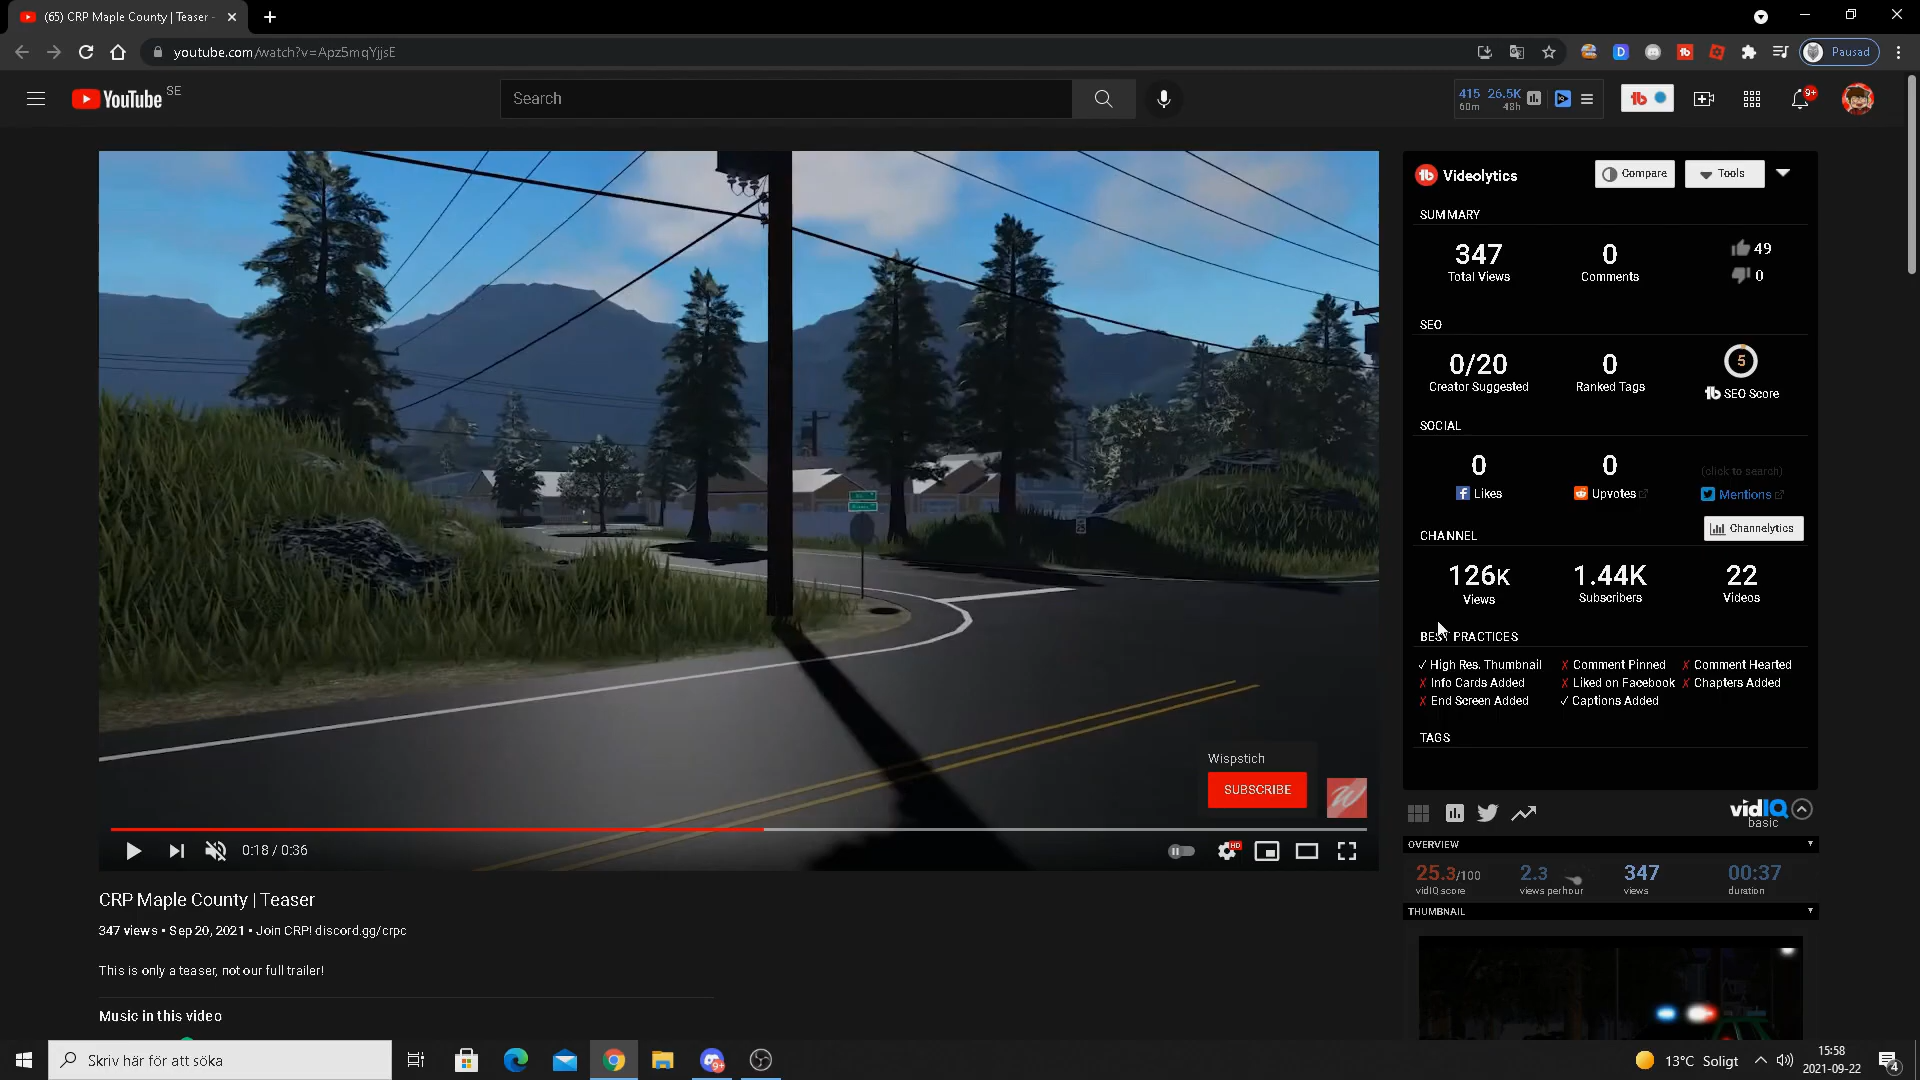 (65) CRP Maple County | Teaser -
youtube.com/watch?v=Apz5mqYjjsE
Pausad
YouTube SE
Search
415 26.5K
60m 48h
9+
Videolytics
Compare
Tools
SUMMARY
347
Total Views
0
Comments
49
0
SEO
0/20
Creator Suggested
0
Ranked Tags
5
SEO Score
SOCIAL
0
Likes
0
Upvotes
(click to search)
Mentions
CHANNEL
Channelytics
126K
Views
1.44K
Subscribers
22
Videos
BEST PRACTICES
✓ High Res. Thumbnail ✗ Comment Pinned ✗ Comment Hearted
✗ Info Cards Added ✗ Liked on Facebook ✗ Chapters Added
✗ End Screen Added ✓ Captions Added
TAGS
Wispstich
SUBSCRIBE
0:18 / 0:36
HD
vidIQ
basic
OVERVIEW
25.3/100
vidIQ score
2.3
views per hour
347
views
00:37
duration
THUMBNAIL
CRP Maple County | Teaser
347 views • Sep 20, 2021 • Join CRP! discord.gg/crpc
This is only a teaser, not our full trailer!
Music in this video
Skriv här för att söka
9+
13°C Soligt
15:58
2021-09-22
4